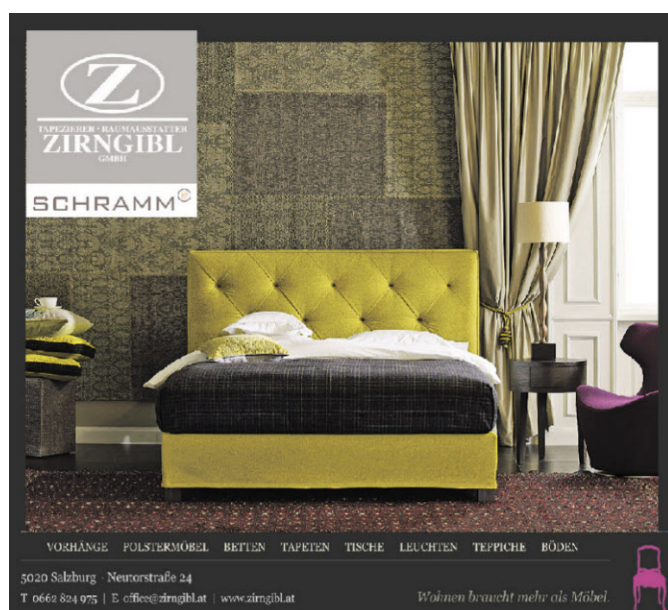 Z
TAPEZIERER · RAUMAUSSTATTER
ZIRNGIBL
GMBH
SCHRAMM
VORHÄNGE POLSTERMÖBEL BETTEN TAPETEN TISCHE LEUCHTEN TEPPICHE BÖDEN
5020 Salzburg · Neutorstraße 24
T 0662 824 975 | E office@zirngibl.at | www.zirngibl.at
Wohnen braucht mehr als Möbel.